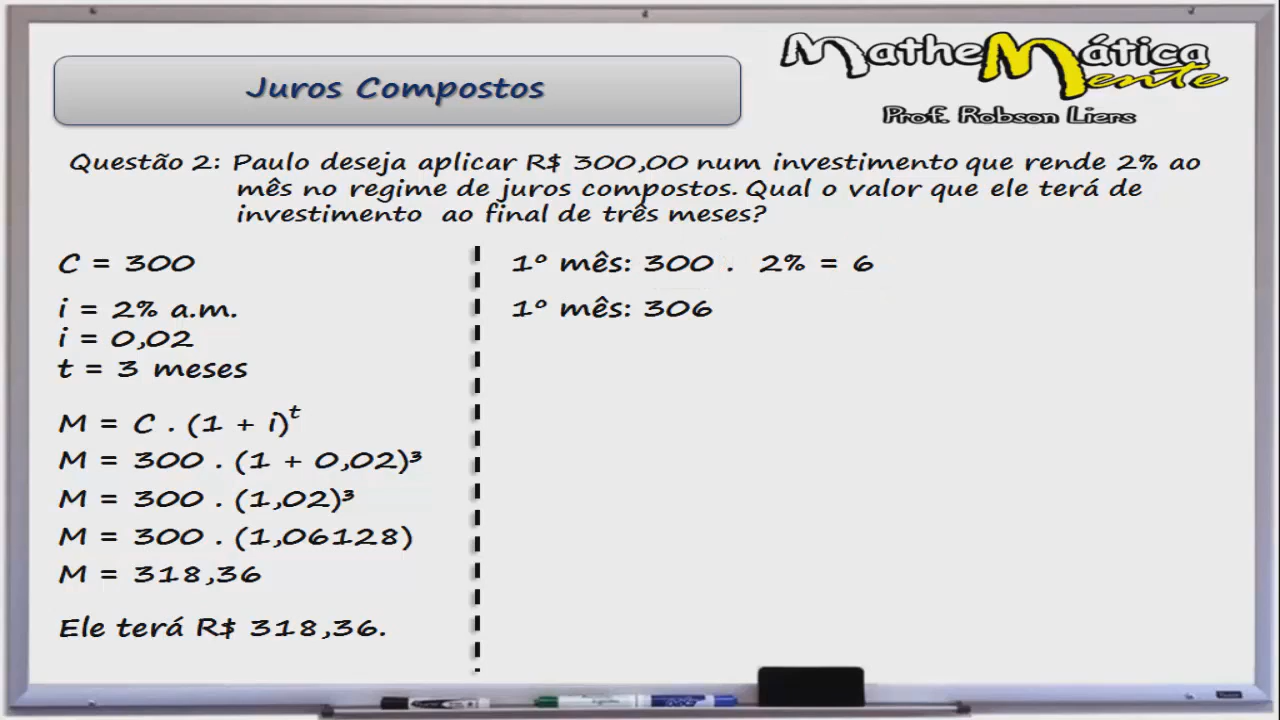 Juros Compostos
MatheMática
mente
Prof. Robson Liers
Questão 2: Paulo deseja aplicar R$ 300,00 num investimento que rende 2% ao
mês no regime de juros compostos. Qual o valor que ele terá de
investimento ao final de três meses?
C = 300
i = 2% a.m.
i = 0,02
t = 3 meses
M = C . (1 + i)ᵗ
M = 300 . (1 + 0,02)³
M = 300 . (1,02)³
M = 300 . (1,06128)
M = 318,36
Ele terá R$ 318,36.
1º mês: 300 . 2% = 6
1º mês: 306